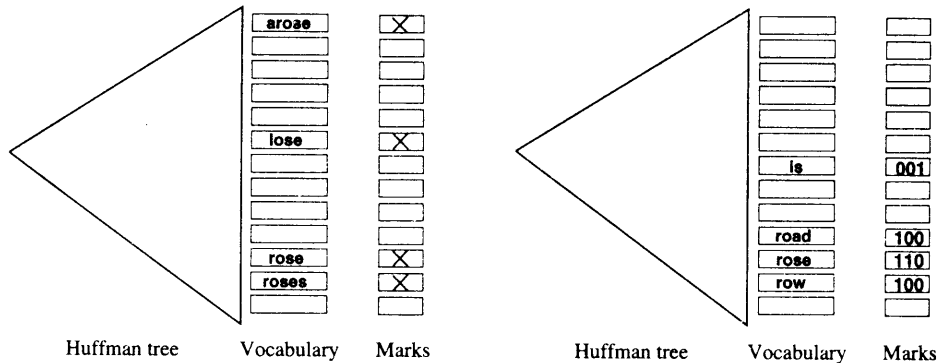 arose
lose
rose
roses
Huffman tree Vocabulary Marks
is 001
road 100
rose 110
row 100
Huffman tree Vocabulary Marks